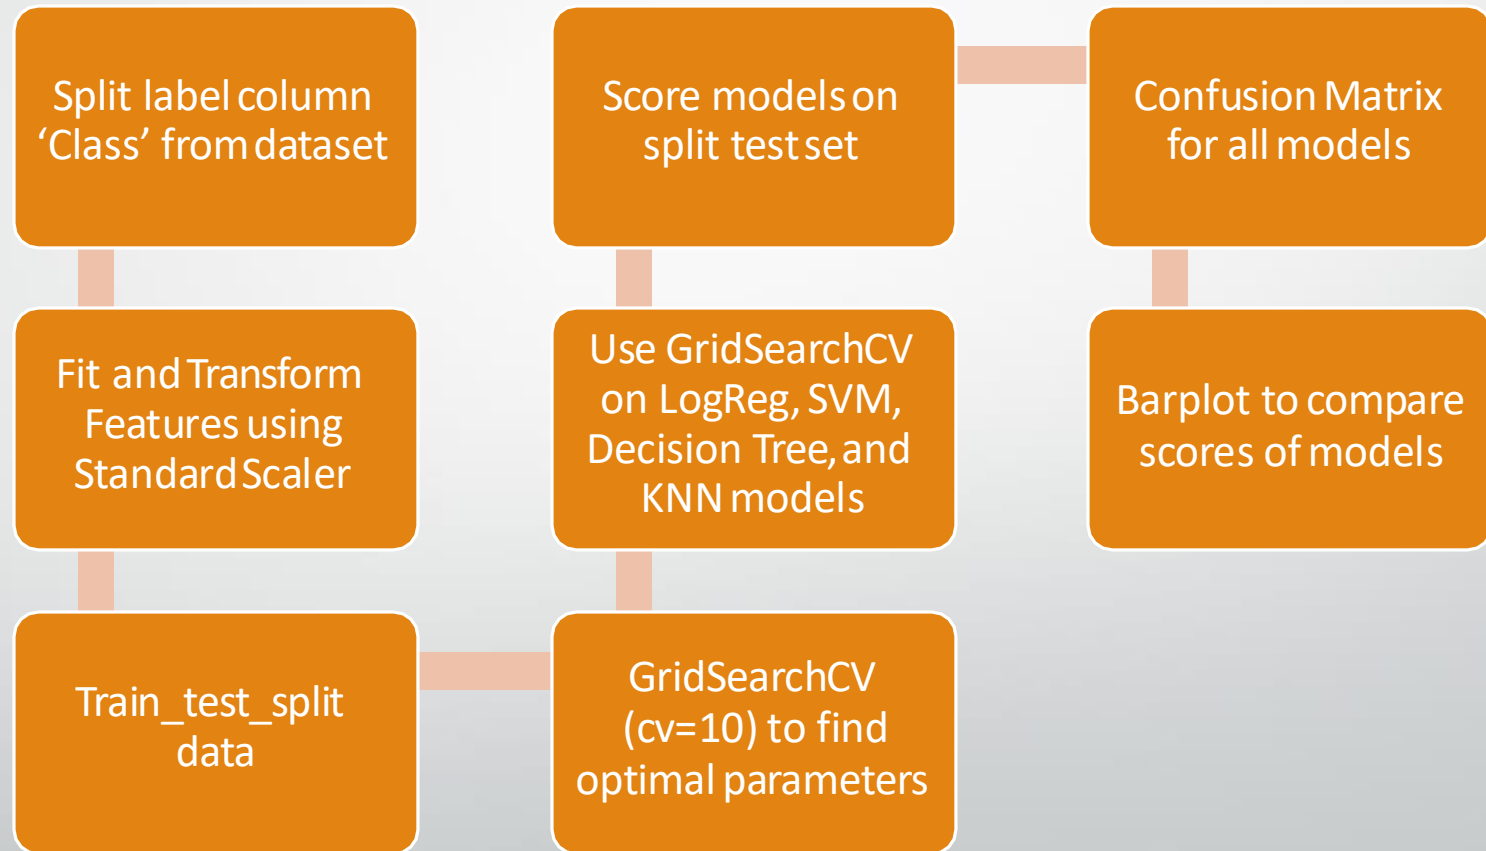 Split label column
‘Class’ from dataset
Fit and Transform
Features using
Standard Scaler
Train_test_split
data
GridSearchCV
(cv=10) to find
optimal parameters
Use GridSearchCV
on LogReg, SVM,
Decision Tree, and
KNN models
Score models on
split test set
Confusion Matrix
for all models
Barplot to compare
scores of models